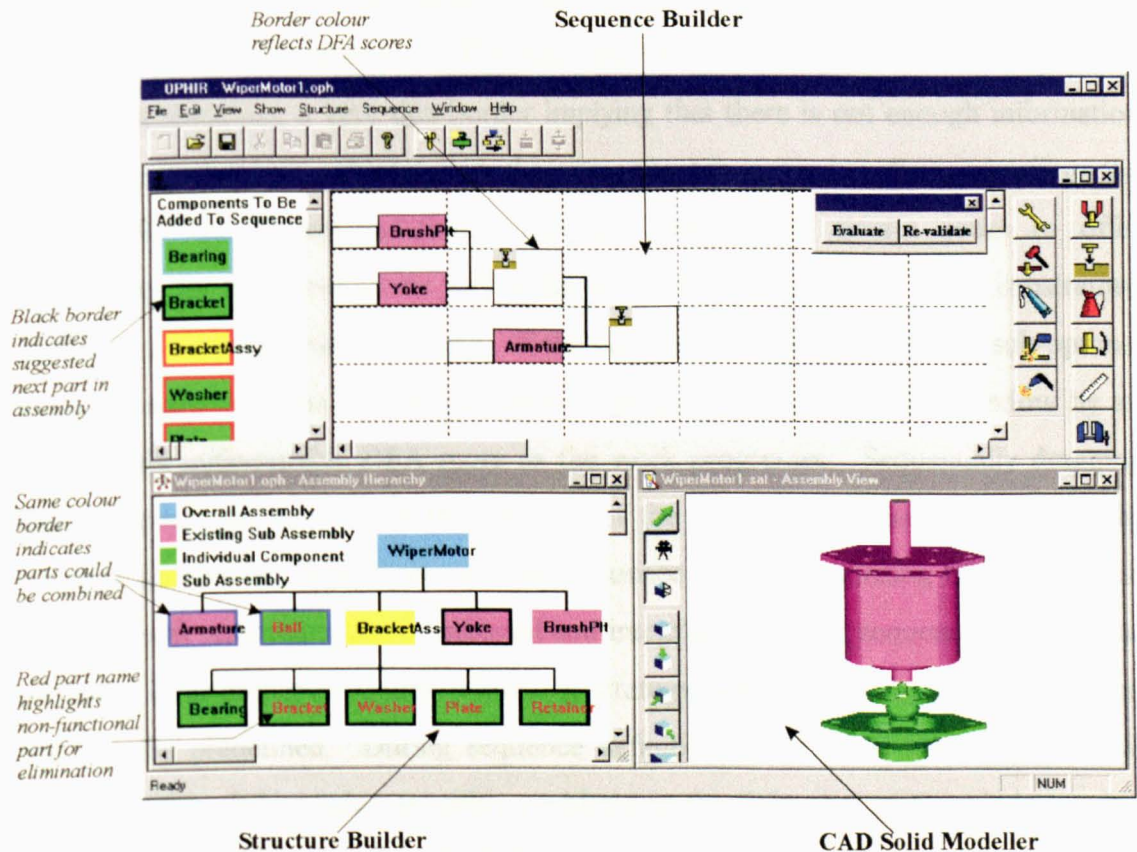 Border colour
reflects DFA scores
Sequence Builder
OPHIR - WiperMotor1.oph
File Edit View Show Structure Sequence Window Help
Components To Be
Added To Sequence
Bearing
Bracket
BracketAssy
Washer
Plate
BrushPlt
Yoke
Armature
Evaluate Re-validate
Black border
indicates
suggested
next part in
assembly
WiperMotor1.oph - Assembly Hierarchy
Overall Assembly
Existing Sub Assembly
Individual Component
Sub Assembly
WiperMotor
Armature Ball BracketAss Yoke BrushPlt
Bearing Bracket Washer Plate Retainer
Same colour
border
indicates
parts could
be combined
Red part name
highlights
non-functional
part for
elimination
WiperMotor1.sat - Assembly View
Ready
NUM
Structure Builder
CAD Solid Modeller